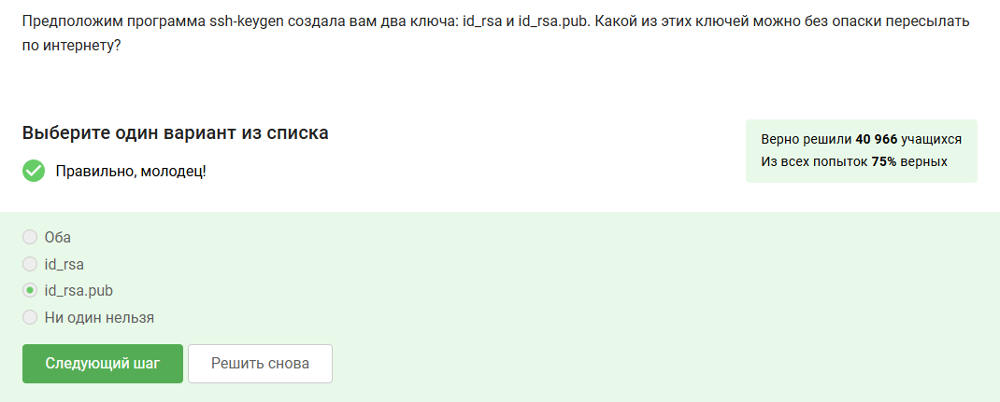 Предположим программа ssh-keygen создала вам два ключа: id_rsa и id_rsa.pub. Какой из этих ключей можно без опаски пересылать
по интернету?
Выберите один вариант из списка
Правильно, молодец!
Верно решили 40 966 учащихся
Из всех попыток 75% верных
Оба
id_rsa
id_rsa.pub
Ни один нельзя
Следующий шаг
Решить снова